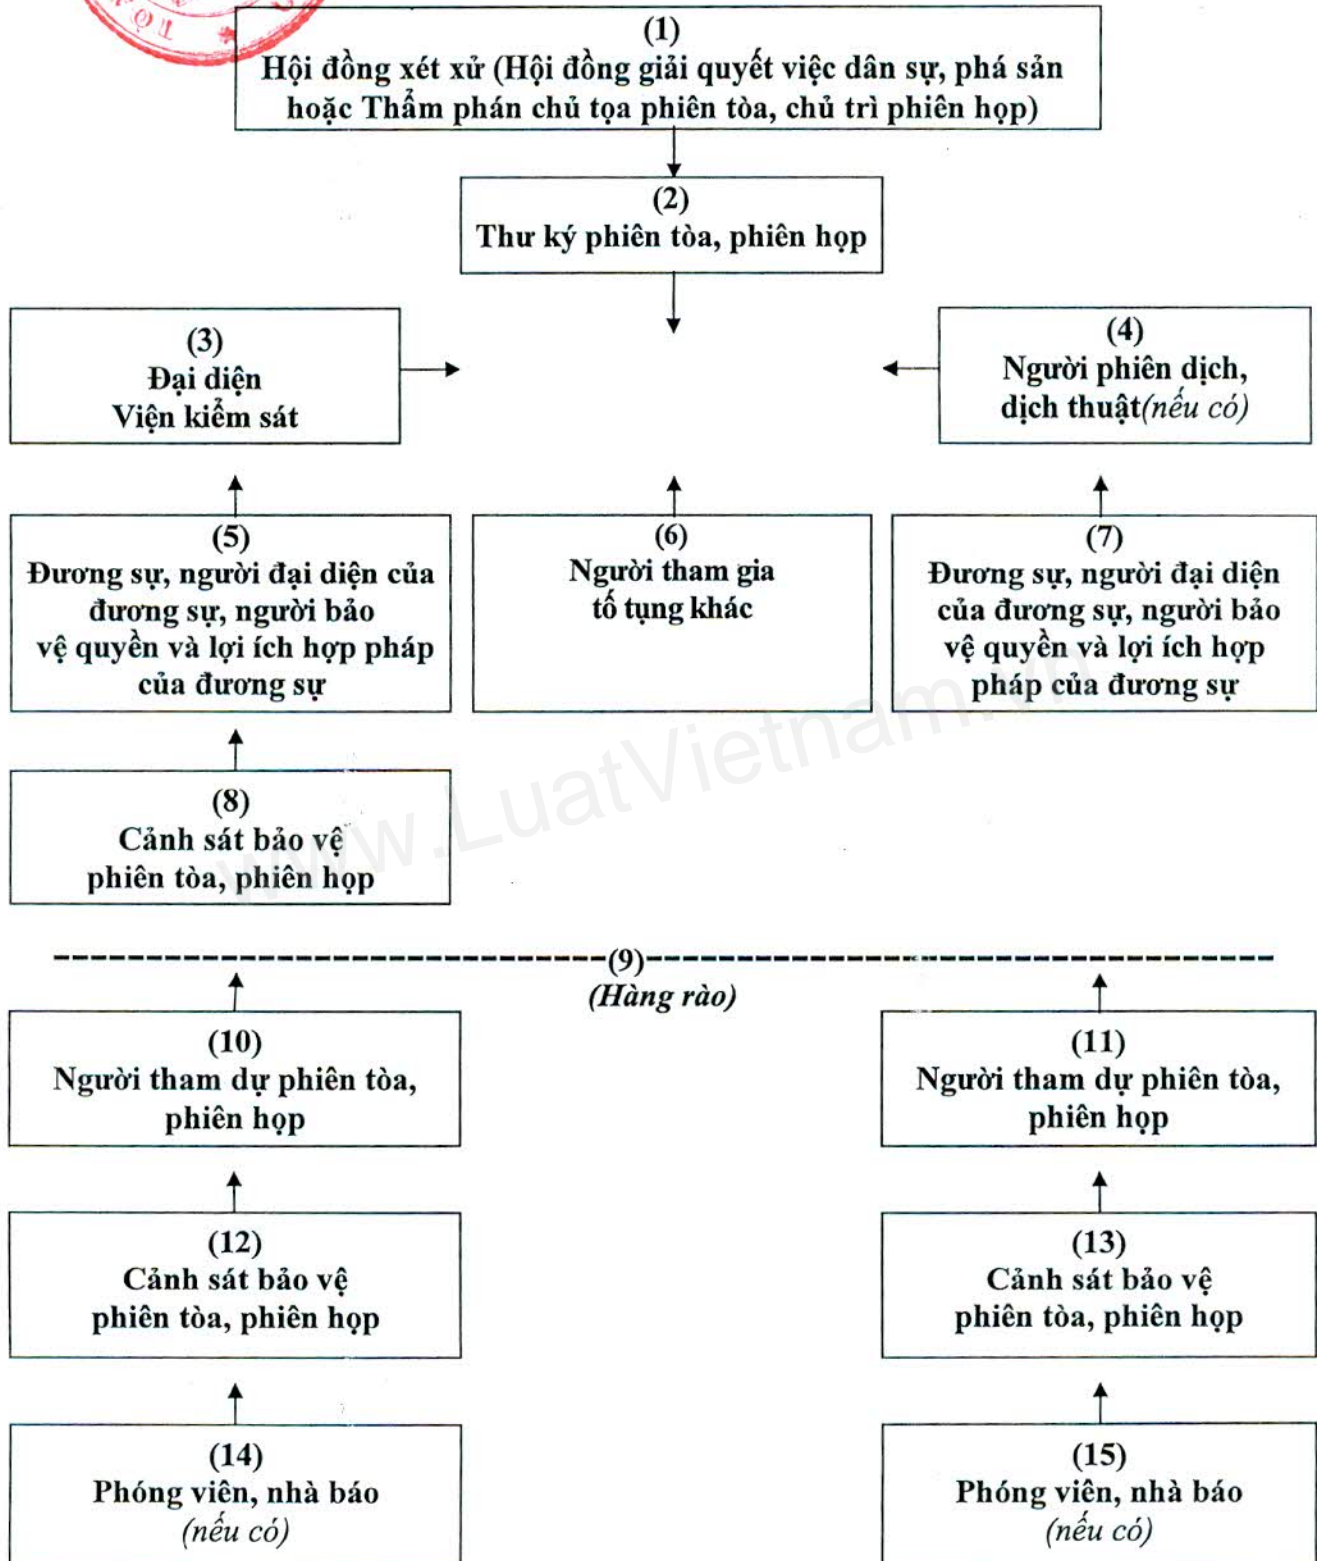 (1)
Hội đồng xét xử (Hội đồng giải quyết việc dân sự, phá sản
hoặc Thẩm phán chủ tọa phiên tòa, chủ trì phiên họp)
(2)
Thư ký phiên tòa, phiên họp
(3)
Đại diện
Viện kiểm sát
(4)
Người phiên dịch,
dịch thuật(nếu có)
(5)
Đương sự, người đại diện của
đương sự, người bảo
vệ quyền và lợi ích hợp pháp
của đương sự
(6)
Người tham gia
tố tụng khác
(7)
Đương sự, người đại diện
của đương sự, người bảo
vệ quyền và lợi ích hợp
pháp của đương sự
(8)
Cảnh sát bảo vệ
phiên tòa, phiên họp
www.LuatVietnam.vn
(9)
(Hàng rào)
(10)
Người tham dự phiên tòa,
phiên họp
(11)
Người tham dự phiên tòa,
phiên họp
(12)
Cảnh sát bảo vệ
phiên tòa, phiên họp
(13)
Cảnh sát bảo vệ
phiên tòa, phiên họp
(14)
Phóng viên, nhà báo
(nếu có)
(15)
Phóng viên, nhà báo
(nếu có)